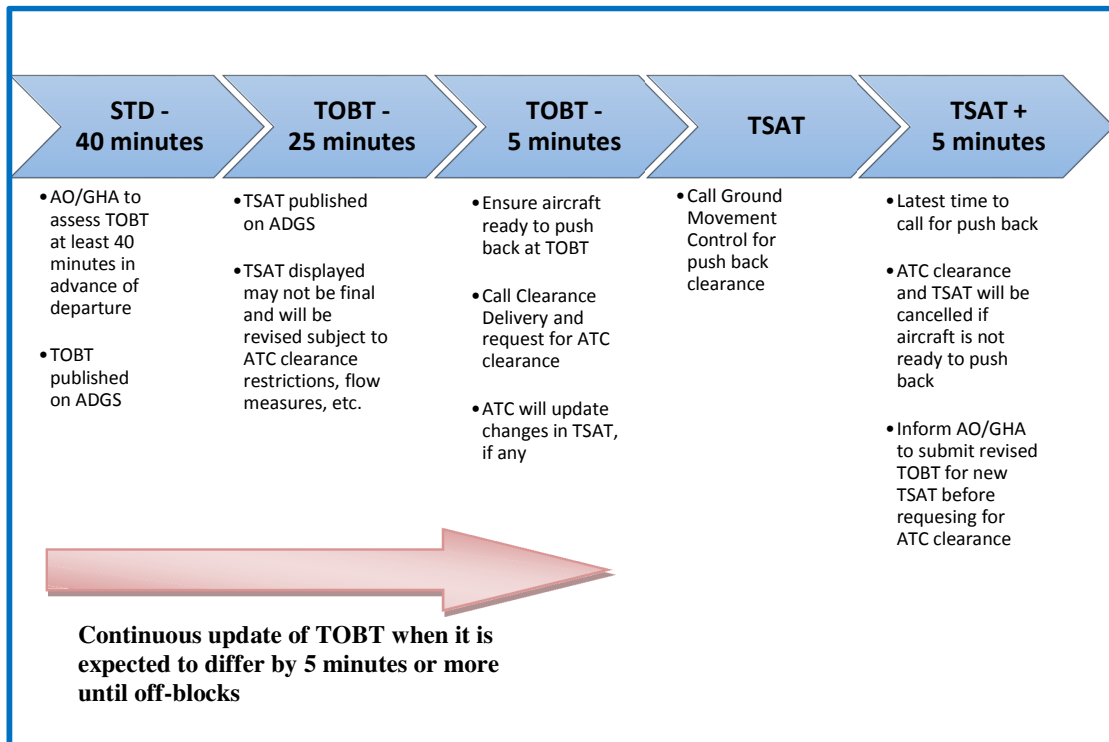 STD -
40 minutes
TOBT -
25 minutes
TOBT -
5 minutes
TSAT
TSAT +
5 minutes
•AO/GHA to
assess TOBT
at least 40
minutes in
advance of
departure
•TOBT
published
on ADGS
•TSAT published
on ADGS
•TSAT displayed
may not be final
and will be
revised subject to
ATC clearance
restrictions, flow
measures, etc.
•Ensure aircraft
ready to push
back at TOBT
•Call Clearance
Delivery and
request for ATC
clearance
•ATC will update
changes in TSAT,
if any
•Call Ground
Movement
Control for
push back
clearance
•Latest time to
call for push back
•ATC clearance
and TSAT will be
cancelled if
aircraft is not
ready to push
back
•Inform AO/GHA
to submit revised
TOBT for new
TSAT before
requesing for
ATC clearance
Continuous update of TOBT when it is
expected to differ by 5 minutes or more
until off-blocks